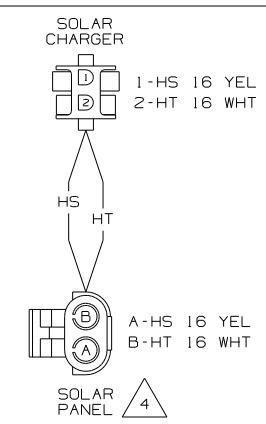 SOLAR
CHARGER
1
1-HS 16 YEL
2
2-HT 16 WHT
HS
HT
B
A-HS 16 YEL
A
B-HT 16 WHT
SOLAR
PANEL
4